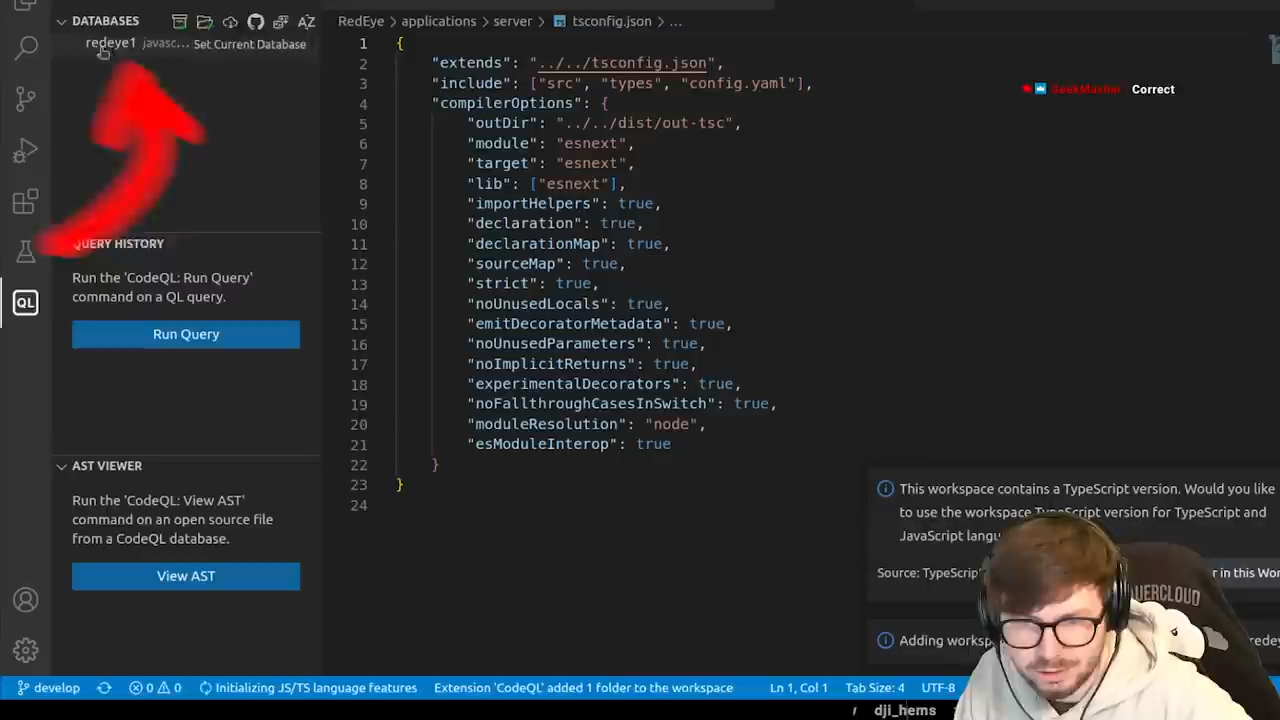 DATABASES
redeye1 javasc... Set Current Database
QUERY HISTORY
Run the 'CodeQL: Run Query'
command on a QL query.
Run Query
AST VIEWER
Run the 'CodeQL: View AST'
command on an open source file
from a CodeQL database.
View AST
QL
RedEye > applications > server > tsconfig.json > ...
1 {
2 "extends": "../../tsconfig.json",
3 "include": ["src", "types", "config.yaml"],
4 "compilerOptions": {
5 "outDir": "../../dist/out-tsc",
6 "module": "esnext",
7 "target": "esnext",
8 "lib": ["esnext"],
9 "importHelpers": true,
10 "declaration": true,
11 "declarationMap": true,
12 "sourceMap": true,
13 "strict": true,
14 "noUnusedLocals": true,
15 "emitDecoratorMetadata": true,
16 "noUnusedParameters": true,
17 "noImplicitReturns": true,
18 "experimentalDecorators": true,
19 "noFallthroughCasesInSwitch": true,
20 "moduleResolution": "node",
21 "esModuleInterop": true
22 }
23 }
24
GeekMasher Correct
This workspace contains a TypeScript version. Would you like
to use the workspace TypeScript version for TypeScript and
JavaScript langu
Source: TypeScrip r in this Wor
Adding worksp redey
UERCLOUD
develop 0 0 Initializing JS/TS language features Extension 'CodeQL' added 1 folder to the workspace Ln 1, Col 1 Tab Size: 4 UTF-8
dji_hems